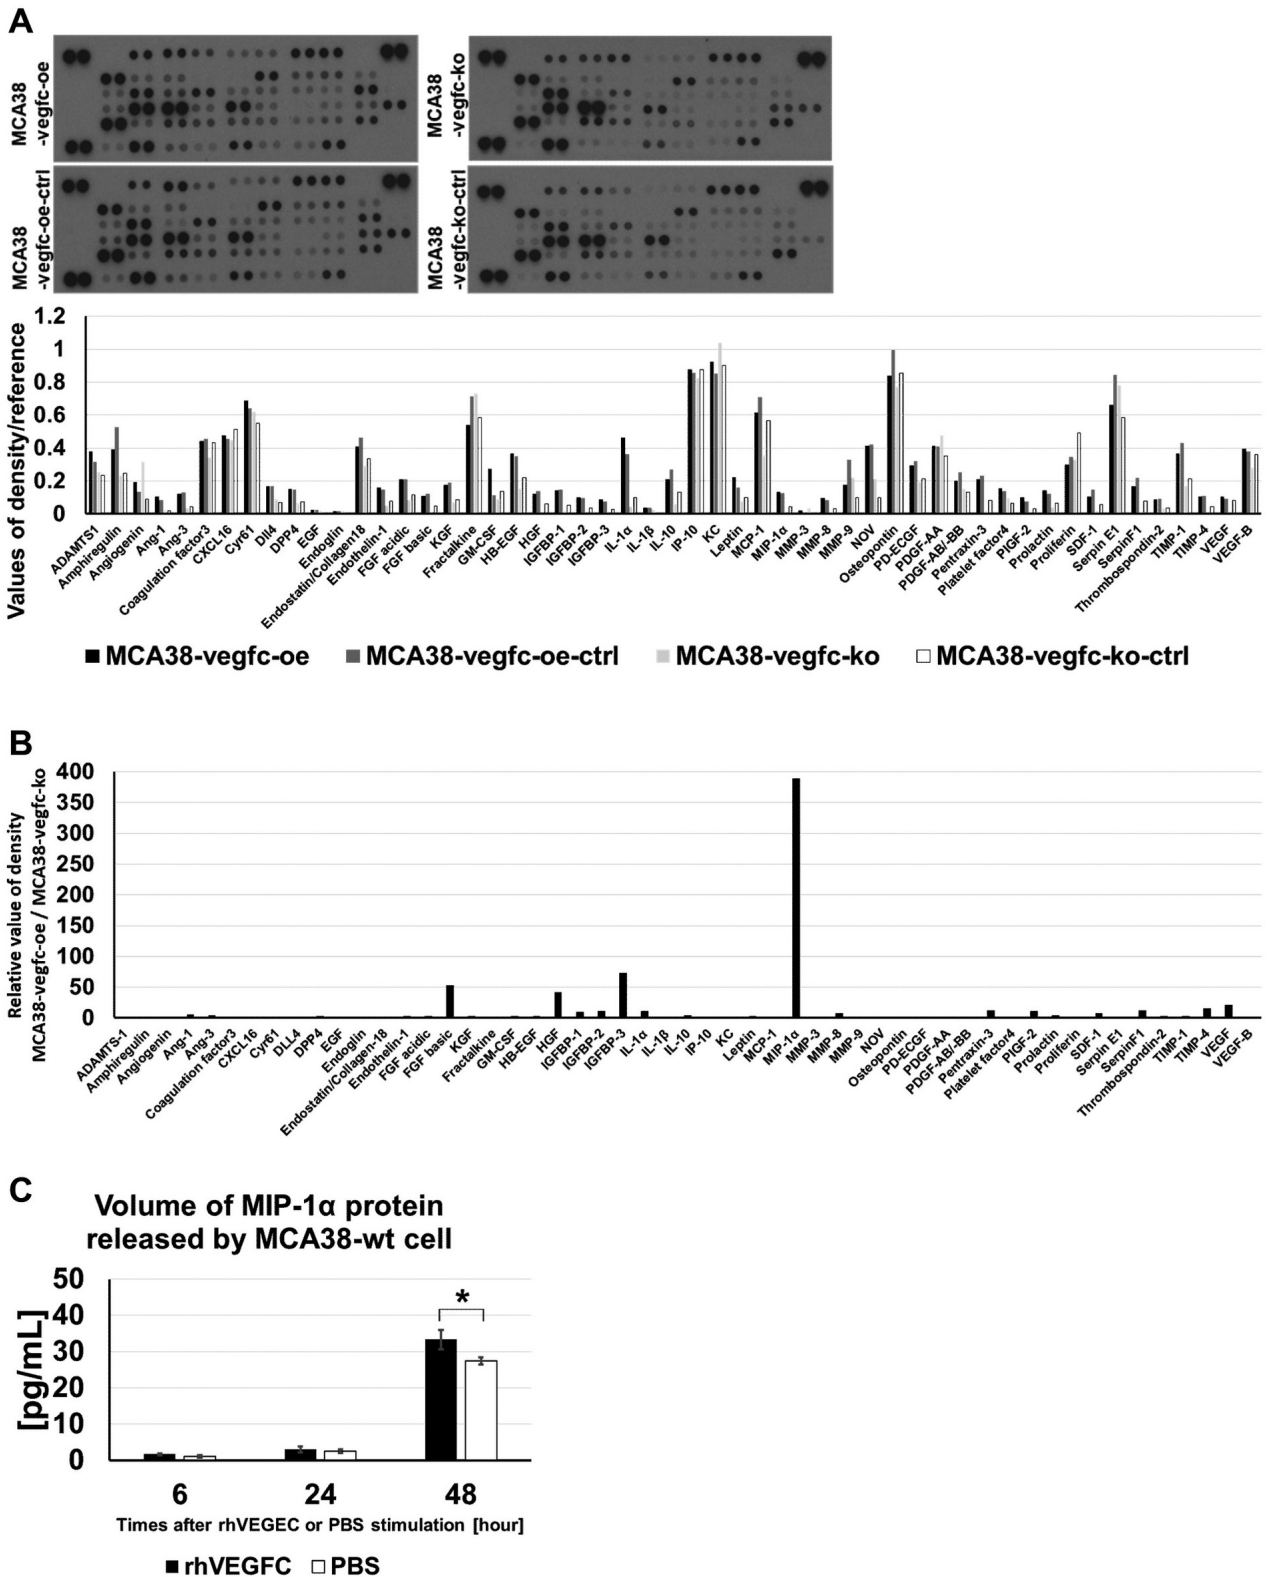 A
MCA38
-vegfc-oe
MCA38
-vegfc-ko
MCA38
-vegfc-oe-ctrl
MCA38
-vegfc-ko-ctrl
Values of density/reference
1.2
1
0.8
0.6
0.4
0.2
0
ADAMTS1
Amphiregulin
Angiogenin
Ang-1
Ang-3
Coagulation factor3
CXCL16
Cyr61
Dll4
DPP4
EGF
Endoglin
Endostatin/Collagen18
Endothelin-1
FGF acidic
FGF basic
KGF
Fractalkine
GM-CSF
HB-EGF
HGF
IGFBP-1
IGFBP-2
IGFBP-3
IL-1α
IL-1β
IL-10
IP-10
KC
Leptin
MCP-1
MIP-1α
MMP-3
MMP-8
MMP-9
NOV
Osteopontin
PD-ECGF
PDGF-AA
PDGF-AB/-BB
Pentraxin-3
Platelet factor4
PIGF-2
Prolactin
Proliferin
SDF-1
Serpin E1
SerpinF1
Thrombospondin-2
TIMP-1
TIMP-4
VEGF
VEGF-B
MCA38-vegfc-oe MCA38-vegfc-oe-ctrl MCA38-vegfc-ko MCA38-vegfc-ko-ctrl
B
Relative value of density
MCA38-vegfc-oe / MCA38-vegfc-ko
400
350
300
250
200
150
100
50
0
ADAMTS-1
Amphiregulin
Angiogenin
Ang-1
Ang-3
Coagulation factor3
CXCL16
Cyr61
DLL4
DPP4
EGF
Endoglin
Endostatin/Collagen-18
Endothelin-1
FGF acidic
FGF basic
KGF
Fractalkine
GM-CSF
HB-EGF
HGF
IGFBP-1
IGFBP-2
IGFBP-3
IL-1α
IL-1β
IL-10
IP-10
KC
Leptin
MCP-1
MIP-1α
MMP-3
MMP-8
MMP-9
NOV
Osteopontin
PD-ECGF
PDGF-AA
PDGF-AB/-BB
Pentraxin-3
Platelet factor4
PIGF-2
Prolactin
Proliferin
SDF-1
Serpin E1
SerpinF1
Thrombospondin-2
TIMP-1
TIMP-4
VEGF
VEGF-B
C
Volume of MIP-1α protein
released by MCA38-wt cell
[pg/mL]
50
40
30
20
10
0
*
6 24 48
Times after rhVEGEC or PBS stimulation [hour]
rhVEGFC PBS